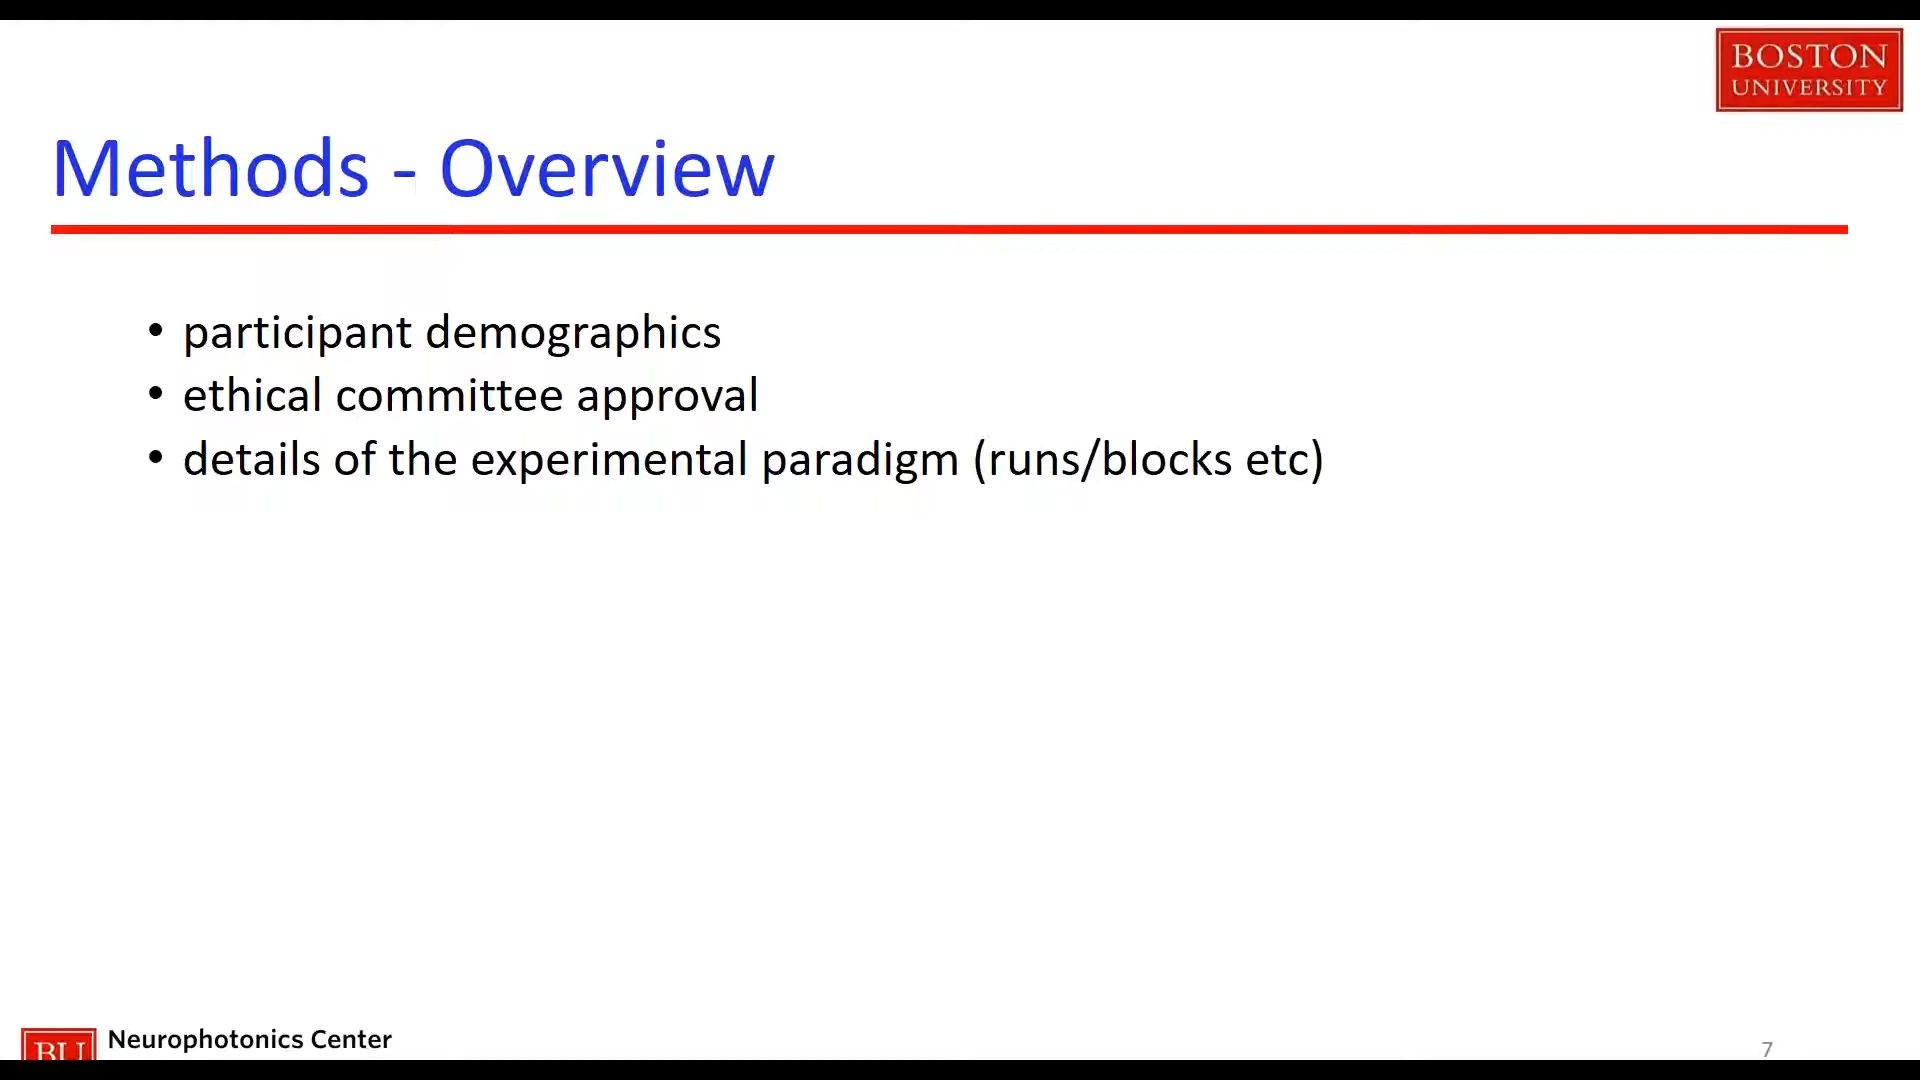 BOSTON
UNIVERSITY
Methods - Overview
• participant demographics
• ethical committee approval
• details of the experimental paradigm (runs/blocks etc)
BU
Neurophotonics Center
7